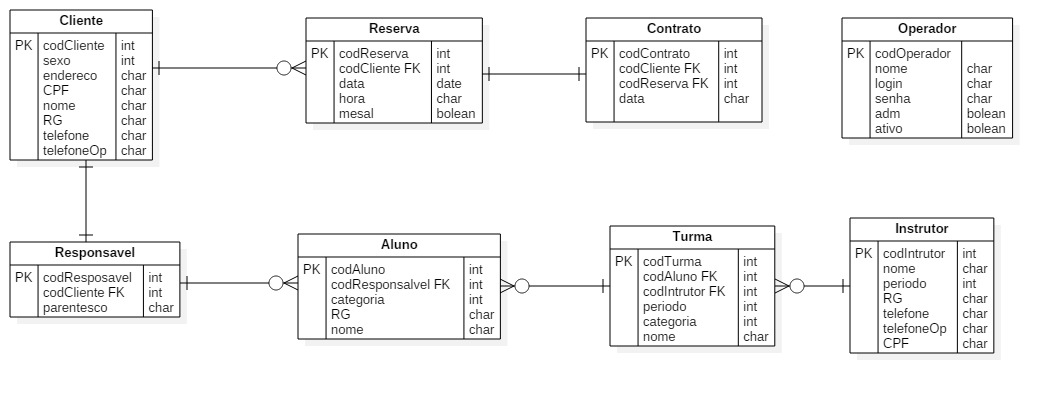 Cliente
PK codCliente int
sexo int
endereco char
CPF char
nome char
RG char
telefone char
telefoneOp char
Reserva
PK codReserva int
codCliente FK int
data date
hora char
mesal bolean
Contrato
PK codContrato int
codCliente FK int
codReserva FK int
data char
Operador
PK codOperador
nome char
login char
senha char
adm bolean
ativo bolean
Responsavel
PK codResposavel int
codCliente FK int
parentesco char
Aluno
PK codAluno int
codResponsalvel FK int
categoria int
RG char
nome char
Turma
PK codTurma int
codAluno FK int
codIntrutor FK int
periodo int
categoria int
nome char
Instrutor
PK codIntrutor int
nome char
periodo int
RG char
telefone char
telefoneOp char
CPF char